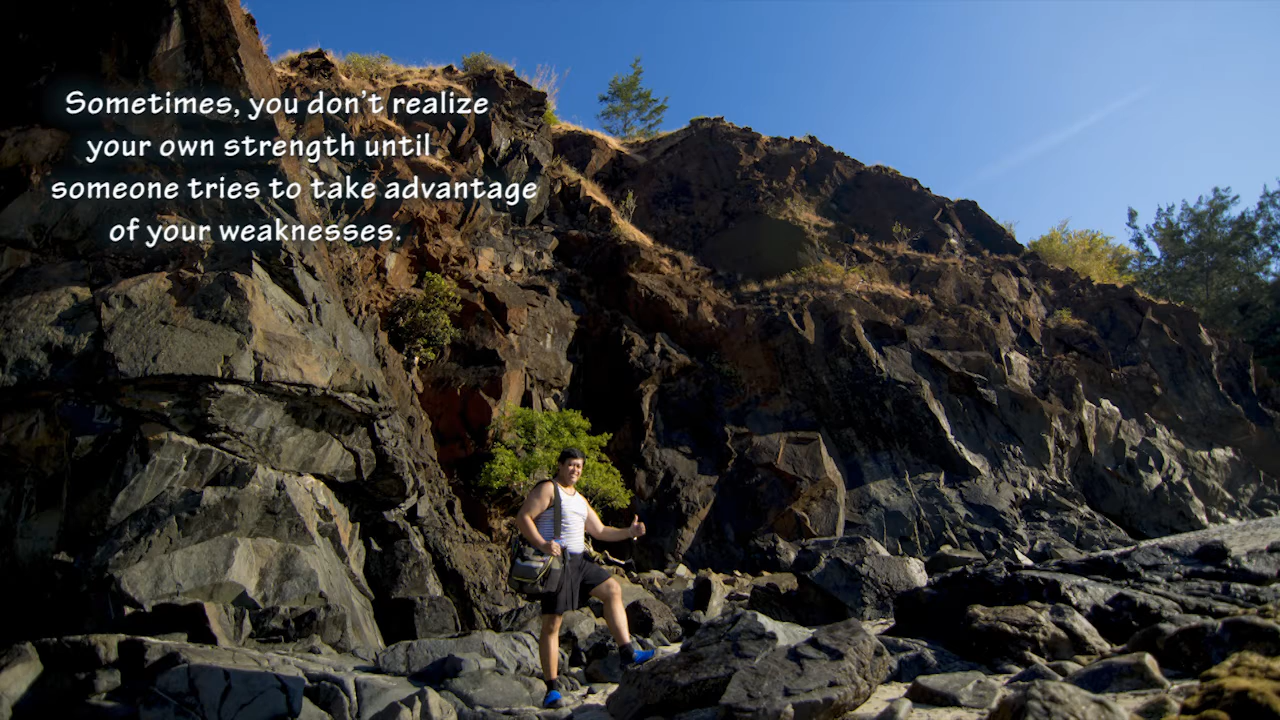 Sometimes, you don't realize
your own strength until
someone tries to take advantage
of your weaknesses.